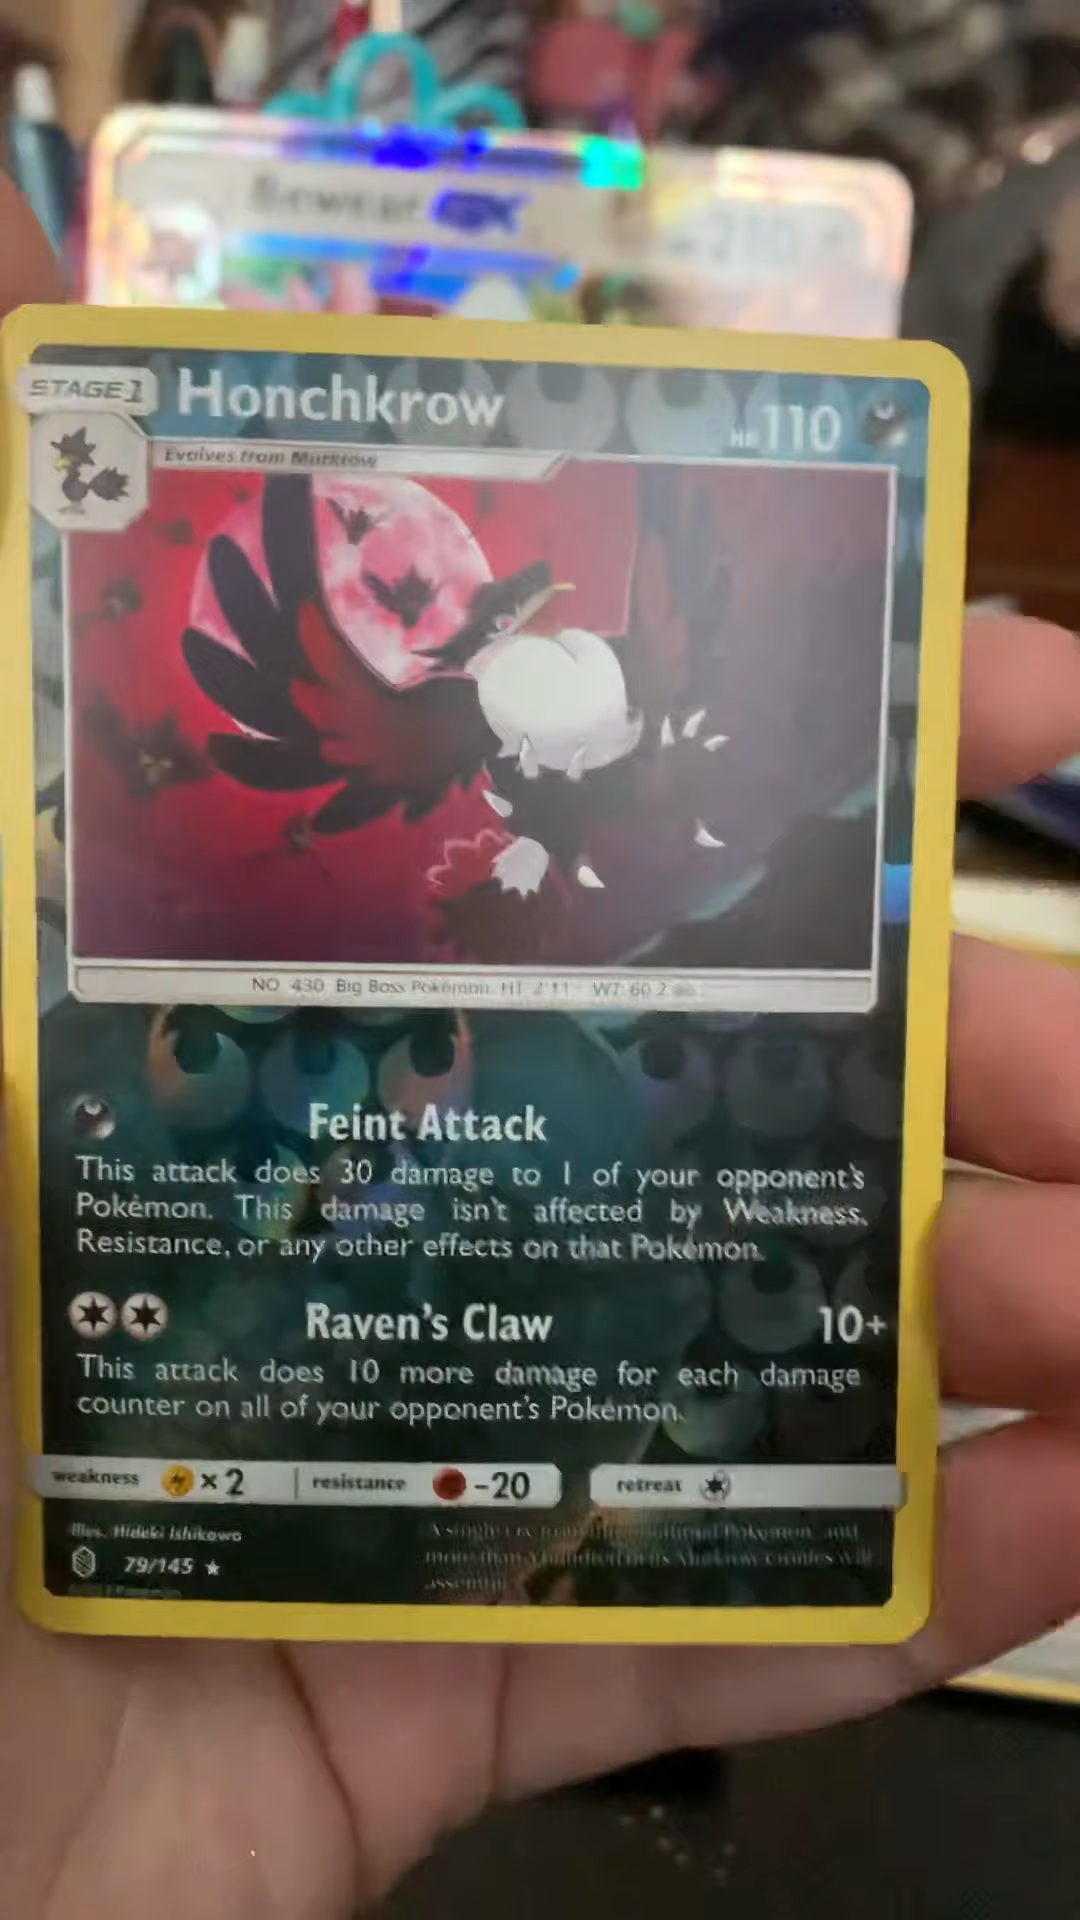 Bewear GX 210
STAGE 1 Honchkrow HP 110
Evolves from Murkrow
NO. 430 Big Boss Pokémon. HT 2'11" WT 60.2
Feint Attack
This attack does 30 damage to 1 of your opponent's
Pokémon. This damage isn't affected by Weakness,
Resistance, or any other effects on that Pokémon.
Raven's Claw 10+
This attack does 10 more damage for each damage
counter on all of your opponent's Pokémon.
weakness ×2 resistance -20 retreat
Illus. Hideki Ishikawa
79/145